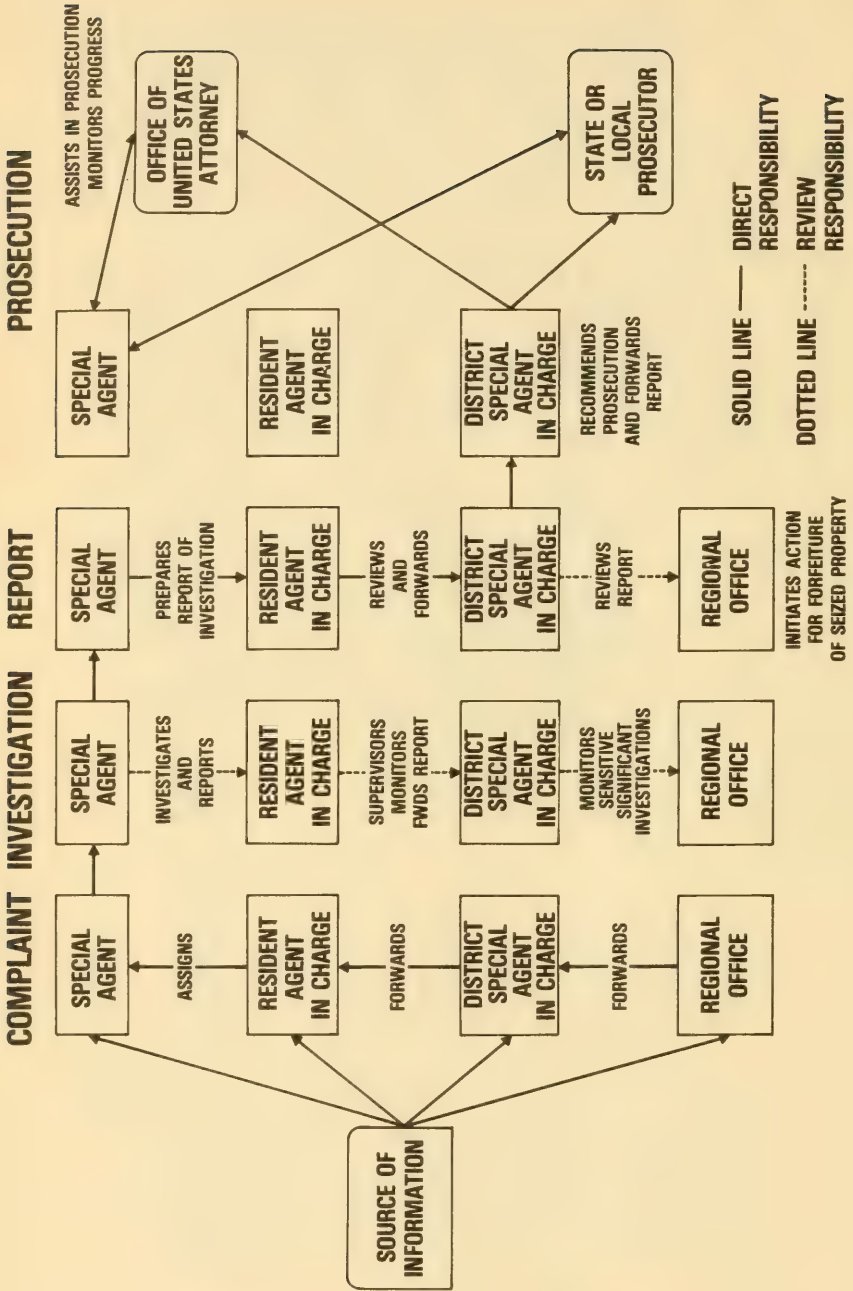 COMPLAINT INVESTIGATION REPORT PROSECUTION
SOURCE OF
INFORMATION
SPECIAL
AGENT
ASSIGNS
RESIDENT
AGENT
IN CHARGE
FORWARDS
DISTRICT
SPECIAL
AGENT
IN CHARGE
FORWARDS
REGIONAL
OFFICE
SPECIAL
AGENT
INVESTIGATES
AND
REPORTS
RESIDENT
AGENT
IN CHARGE
SUPERVISORS
MONITORS
FWDS REPORT
DISTRICT
SPECIAL
AGENT
IN CHARGE
MONITORS
SENSITIVE
SIGNIFICANT
INVESTIGATIONS
REGIONAL
OFFICE
SPECIAL
AGENT
PREPARES
REPORT OF
INVESTIGATION
RESIDENT
AGENT
IN CHARGE
REVIEWS
AND
FORWARDS
DISTRICT
SPECIAL
AGENT
IN CHARGE
REVIEWS
REPORT
REGIONAL
OFFICE
INITIATES ACTION
FOR FORFEITURE
OF SEIZED PROPERTY
SPECIAL
AGENT
RESIDENT
AGENT
IN CHARGE
DISTRICT
SPECIAL
AGENT
IN CHARGE
RECOMMENDS
PROSECUTION
AND FORWARDS
REPORT
ASSISTS IN PROSECUTION
MONITORS PROGRESS
OFFICE OF
UNITED STATES
ATTORNEY
STATE OR
LOCAL
PROSECUTOR
SOLID LINE — DIRECT
RESPONSIBILITY
DOTTED LINE ------ REVIEW
RESPONSIBILITY